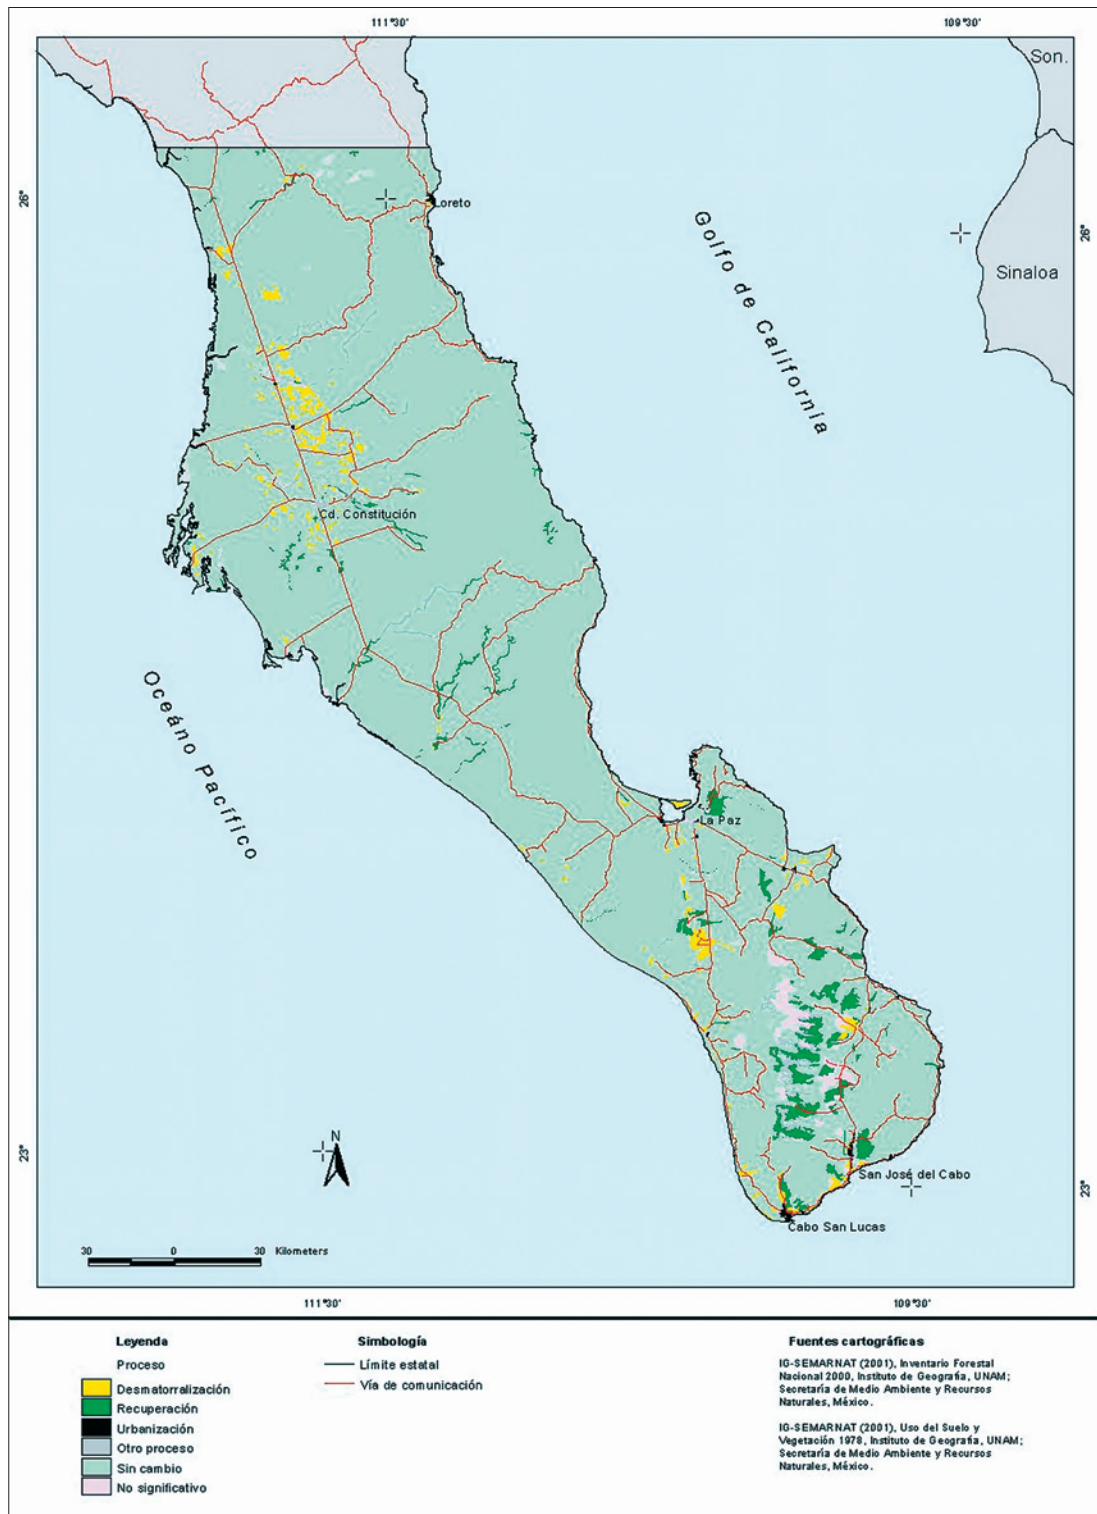 111°30'
109°30'
Son.
26°
Loreto
Golfo de California
26°
Sinaloa
Cd. Constitución
Oceáno Pacífico
La Paz
23°
N
San José del Cabo
23°
Cabo San Lucas
30 0 30 Kilometers
111°30'
109°30'
Leyenda
Proceso
Desmatorralización
Recuperación
Urbanización
Otro proceso
Sin cambio
No significativo
Simbología
Límite estatal
Vía de comunicación
Fuentes cartográficas
IG-SEMARNAT (2001), Inventario Forestal
Nacional 2000, Instituto de Geografía, UNAM;
Secretaría de Medio Ambiente y Recursos
Naturales, México.
IG-SEMARNAT (2001), Uso del Suelo y
Vegetación 1978, Instituto de Geografía, UNAM;
Secretaría de Medio Ambiente y Recursos
Naturales, México.